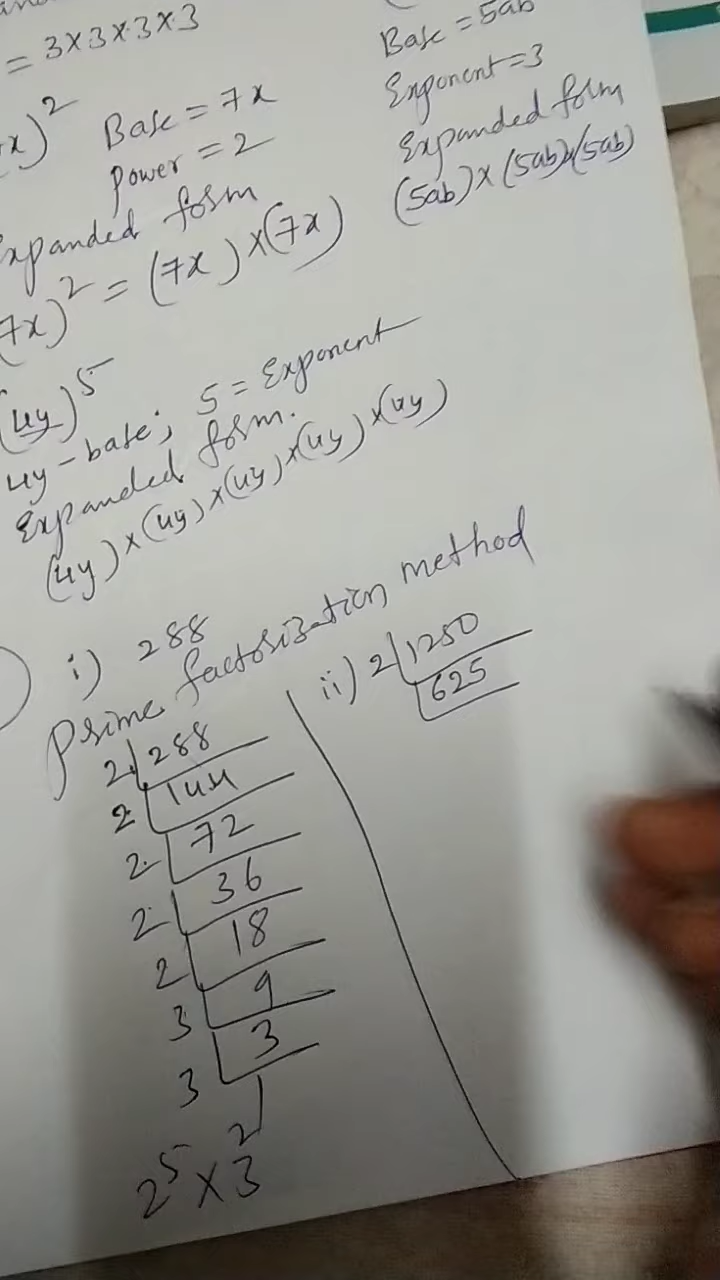 = 3×3×3×3
x)² Base = 7x
Power = 2
Expanded form
7x)² = (7x)×(7x)
Base = 5ab
Exponent=3
Expanded form
(5ab)×(5ab)×(5ab)
(4y)⁵
4y-base; 5 = Exponent
Expanded form.
(4y)×(4y)×(4y)×(4y)×(4y)
i) 288
Prime factorization method
2 288
2 144
2 72
2 36
2 18
3 9
3 3
1
2⁵ × 3²
ii) 2 1250
625